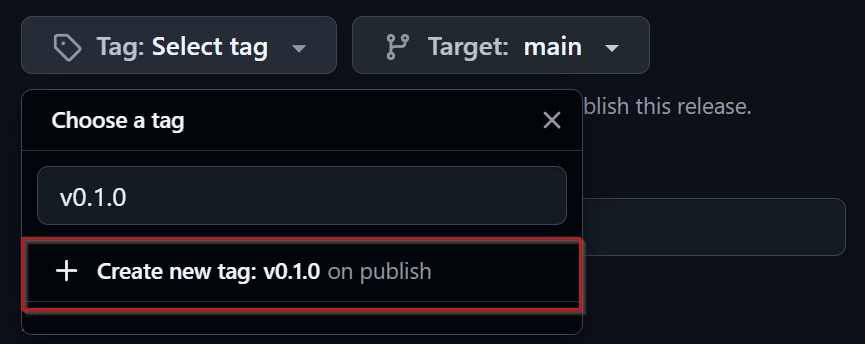 Tag: Select tag
Target: main
Choose a tag
blish this release.
v0.1.0
Create new tag: v0.1.0 on publish